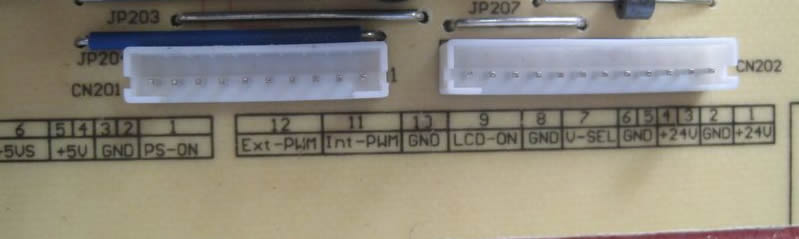 JP203
JP207
JP204
CN201
1
CN202
6 5 4 3 2 1
+5VS +5V GND PS-ON
12 11 10 9 8 7 6 5 4 3 2 1
Ext-PWM Int-PWM GND LCD-ON GND V-SEL GND +24V GND +24V